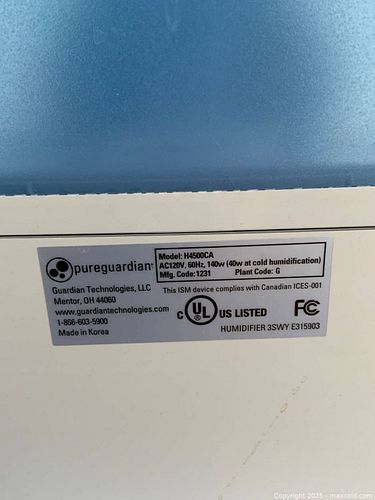 pureguardian
Model: H4500CA
AC120V, 60Hz, 140w (40w at cold humidification)
Mfg. Code: 1231 Plant Code: G
Guardian Technologies, LLC
Mentor, OH 44060
www.guardiantechnologies.com
1-866-603-5900
Made in Korea
This ISM device complies with Canadian ICES-001
C UL US LISTED FC
HUMIDIFIER 3SWY E315903
Copyright 2025 - maxsold.com